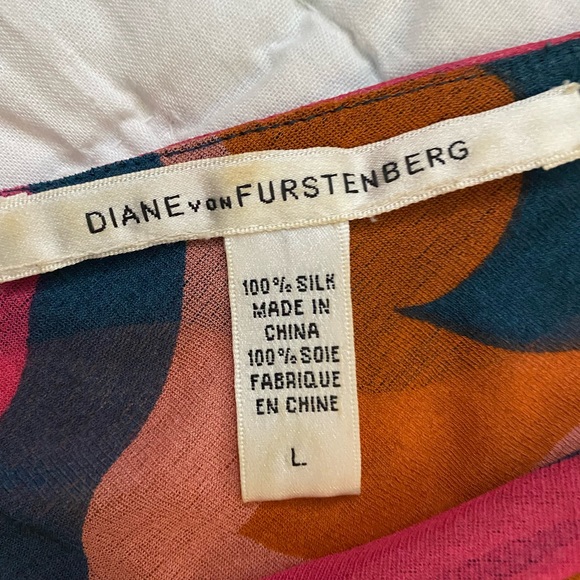 DIANE von FURSTENBERG
100% SILK
MADE IN
CHINA
100% SOIE
FABRIQUE
EN CHINE
L